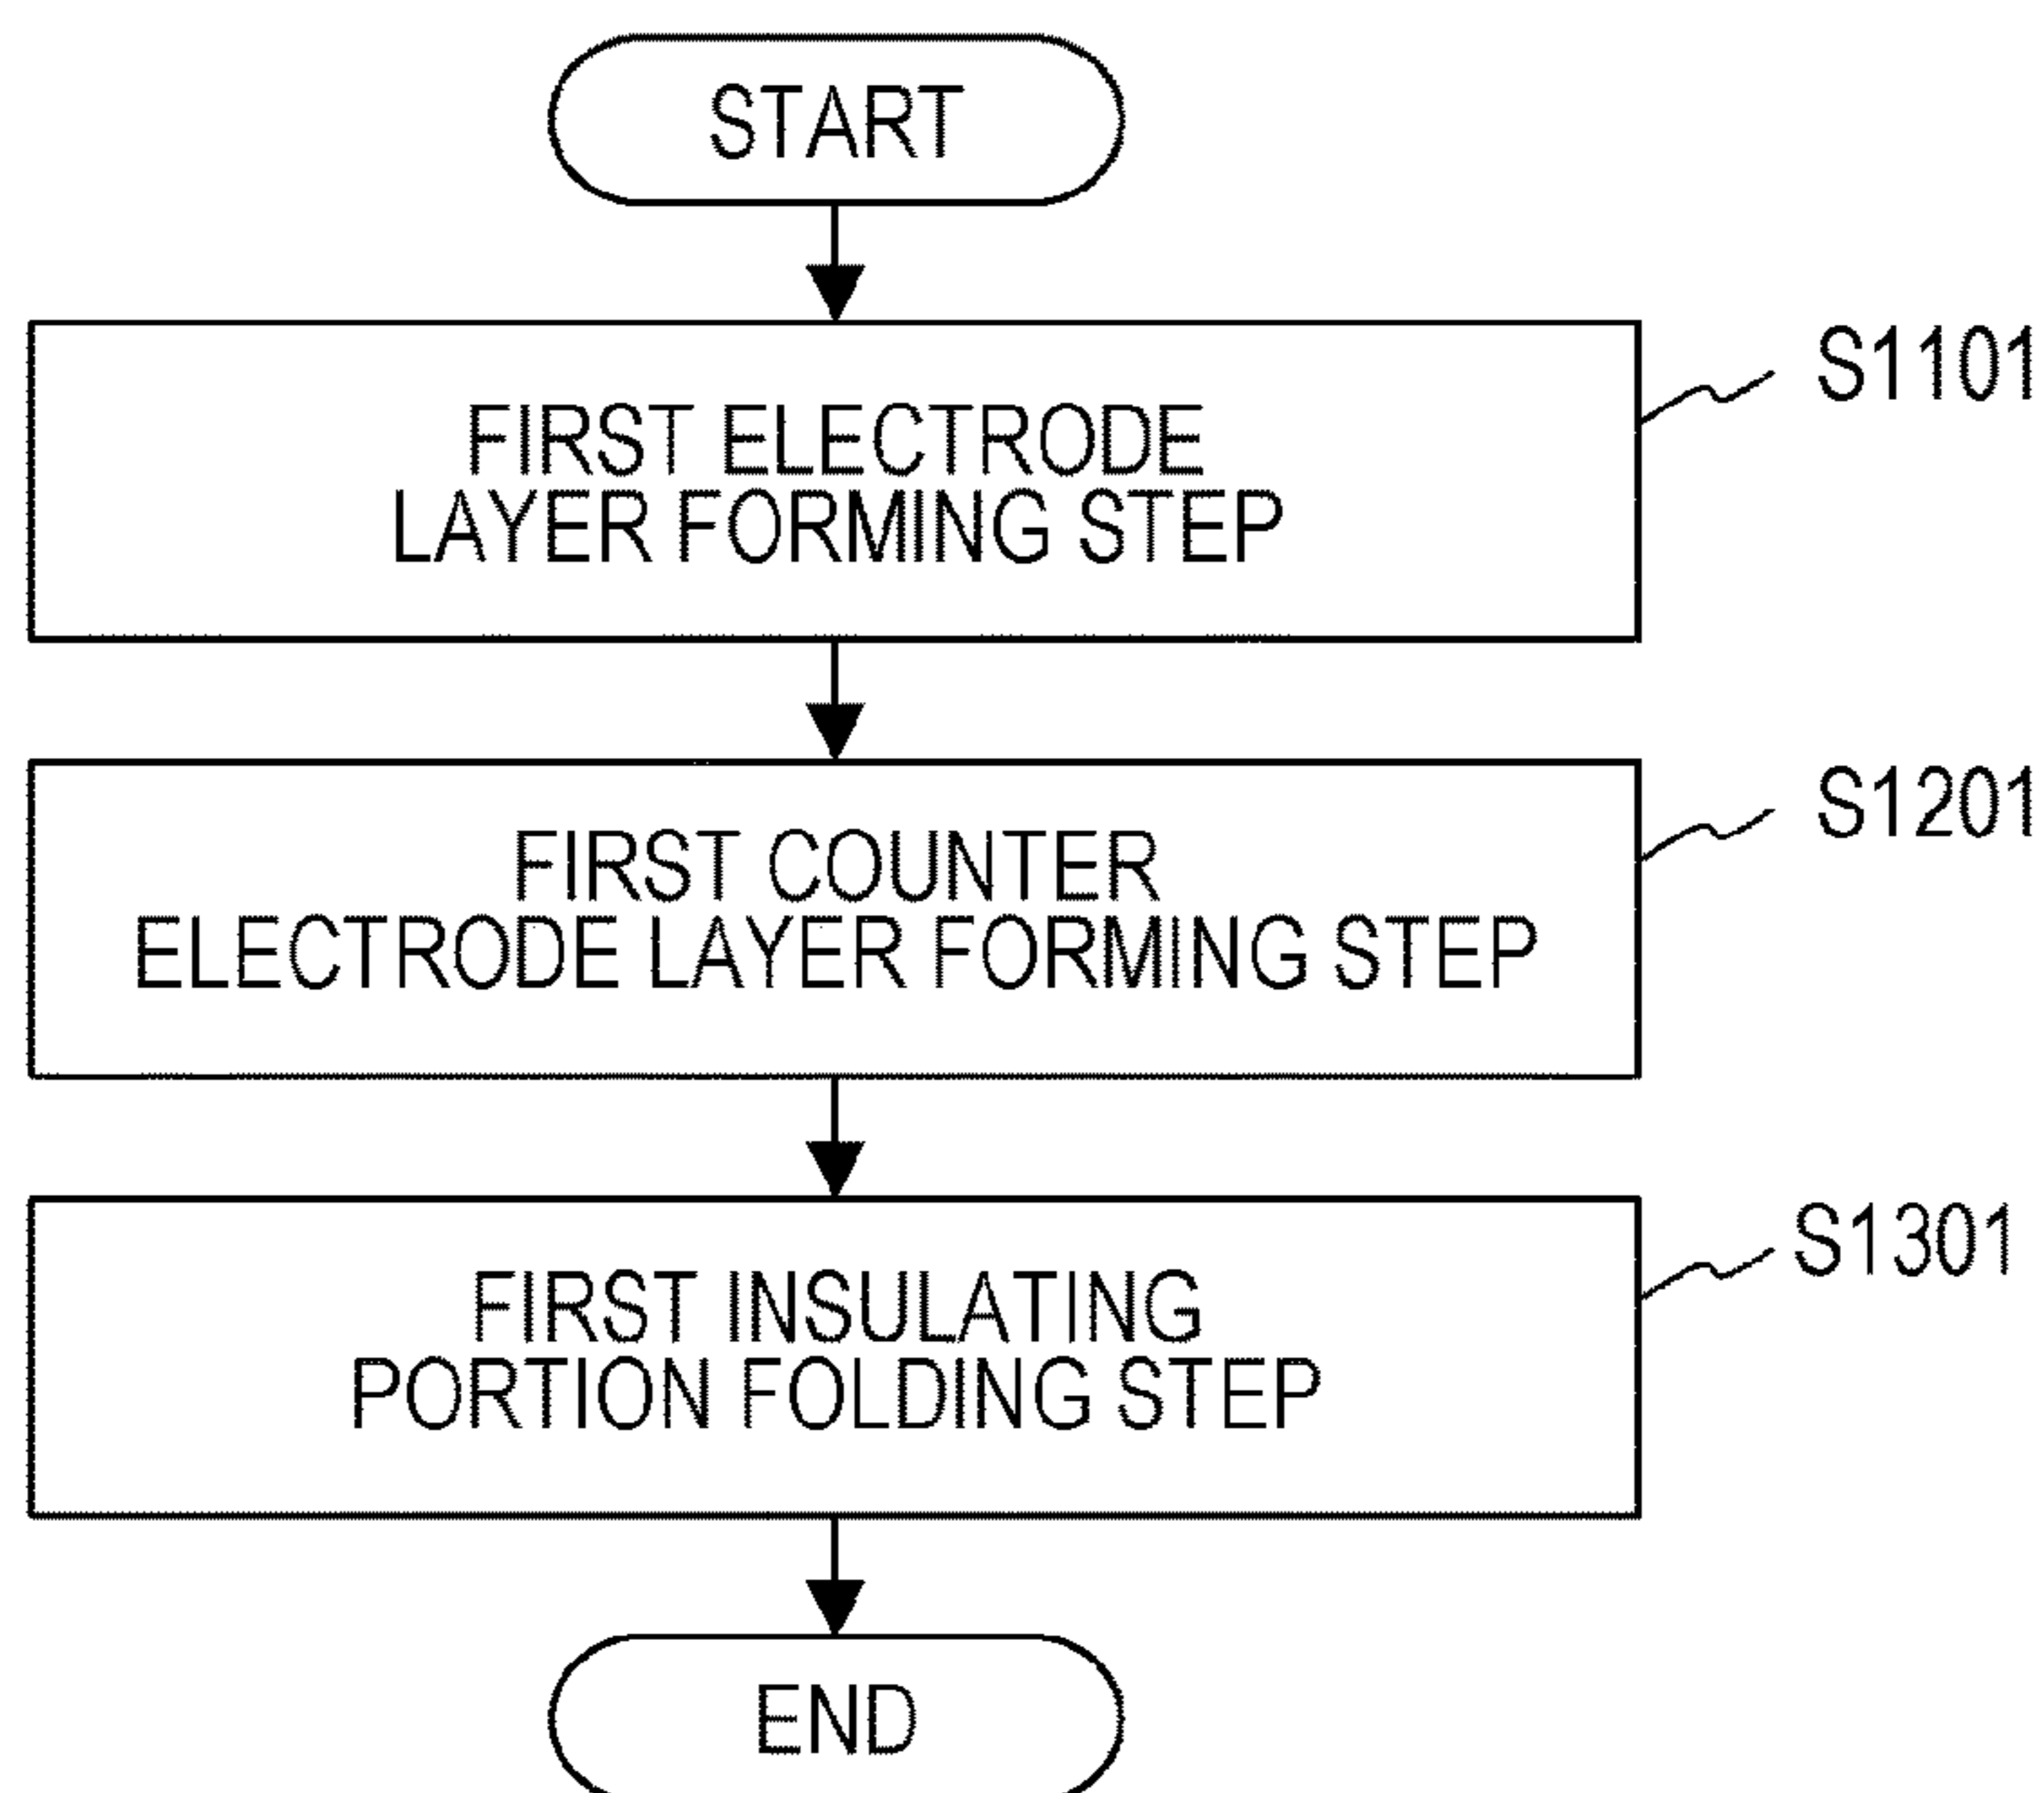 START
FIRST ELECTRODE
LAYER FORMING STEP
S1101
FIRST COUNTER
ELECTRODE LAYER FORMING STEP
S1201
FIRST INSULATING
PORTION FOLDING STEP
S1301
END